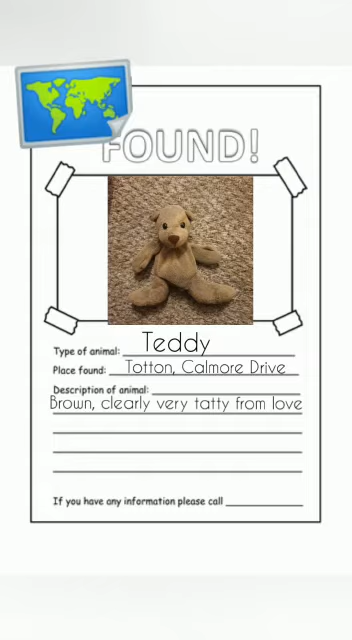 FOUND!
Type of animal: Teddy
Place found: Totton, Calmore Drive
Description of animal:
Brown, clearly very tatty from love
If you have any information please call